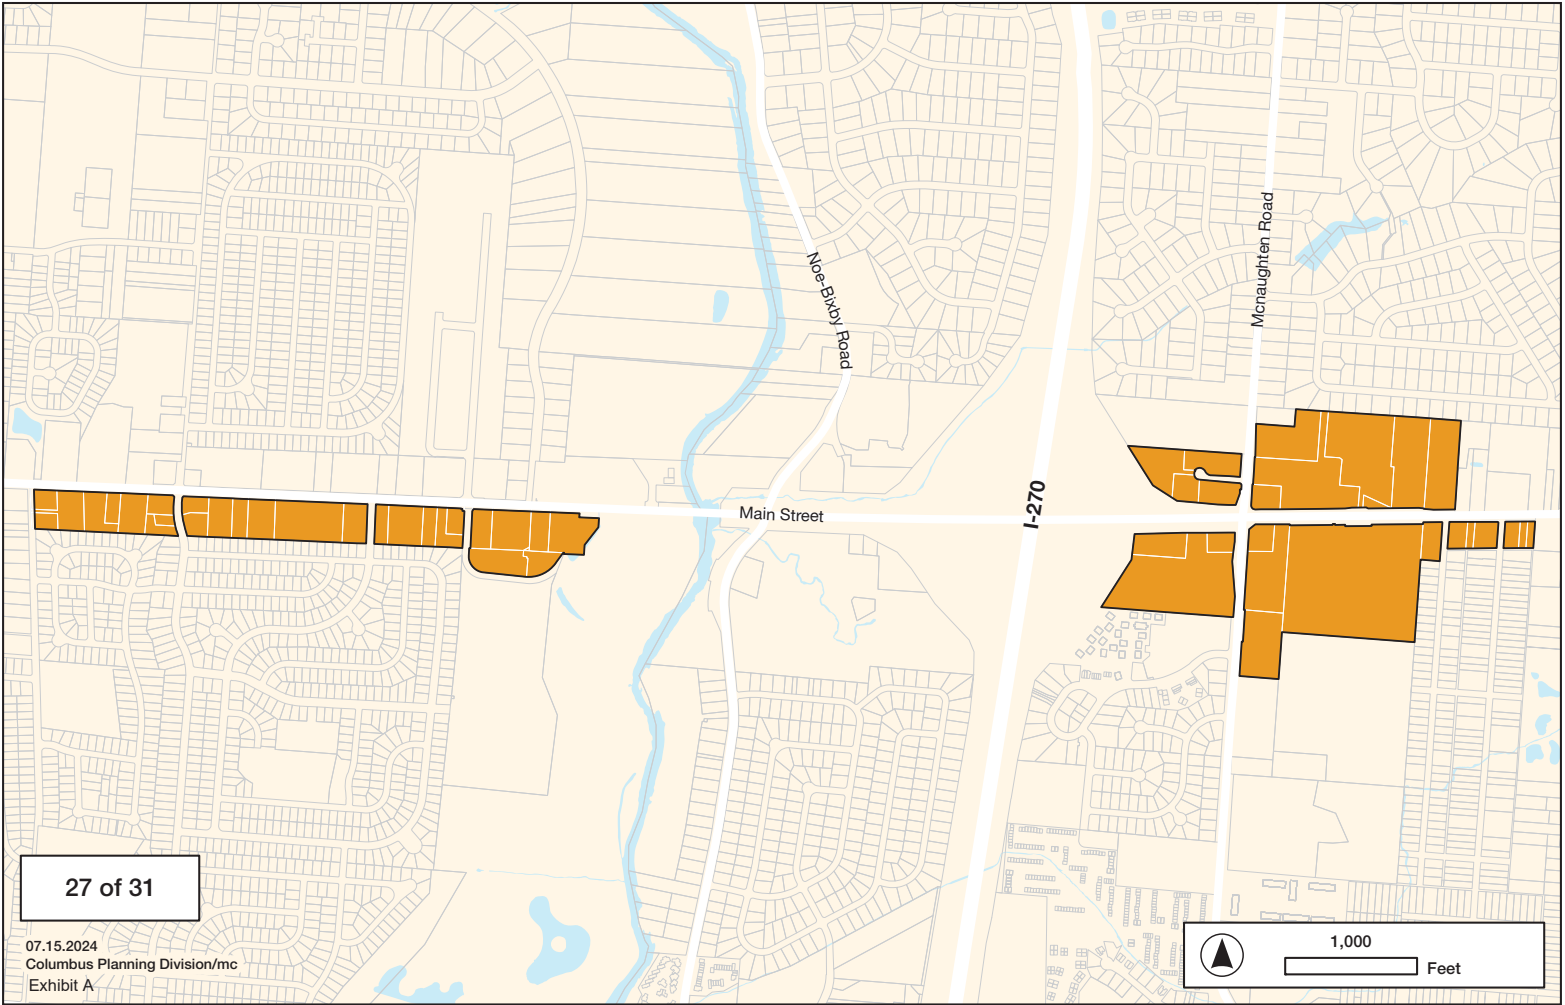 Noe-Bixby Road
Mcnaughten Road
I-270
Main Street
27 of 31
07.15.2024
Columbus Planning Division/mc
Exhibit A
1,000
Feet